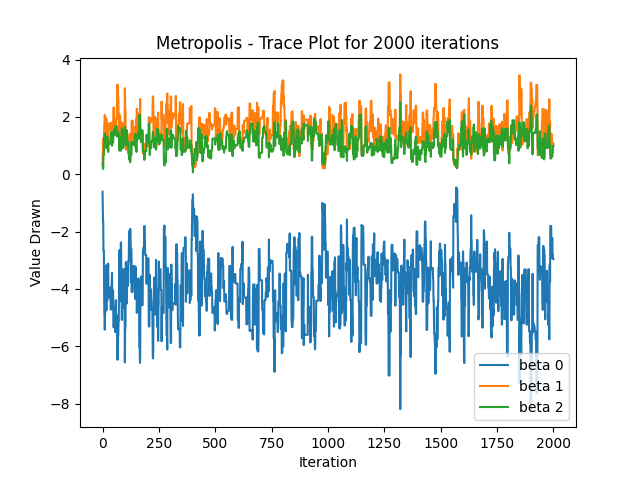 Metropolis - Trace Plot for 2000 iterations
4
2
0
−2
−4
−6
−8
Value Drawn
0 250 500 750 1000 1250 1500 1750 2000
Iteration
beta 0
beta 1
beta 2